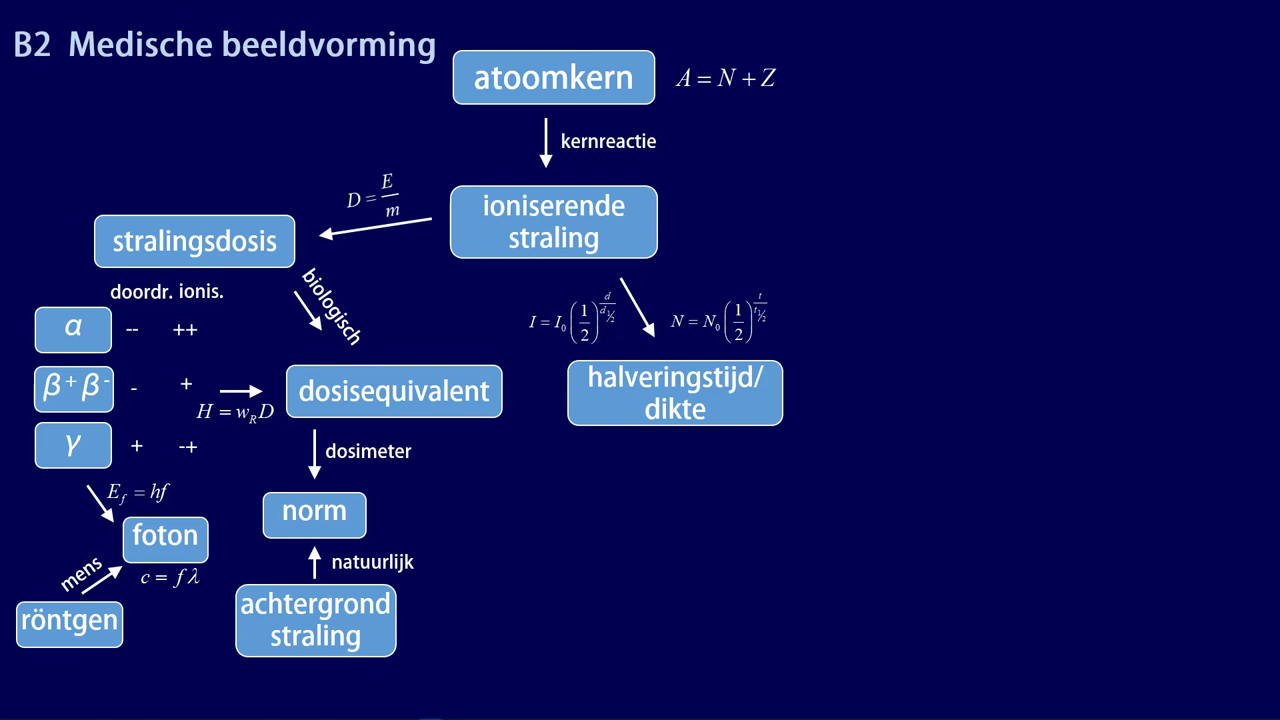 B2 Medische beeldvorming
atoomkern
A = N + Z
kernreactie
D = E/m
ioniserende
straling
stralingsdosis
biologisch
doordr. ionis.
I = I₀ (1/2)^(d/d½)
N = N₀ (1/2)^(t/t½)
α -- ++
β⁺ β⁻ - +
H = w_R D
dosisequivalent
halveringstijd/
dikte
γ + -+
dosimeter
E_f = hf
norm
foton
natuurlijk
mens
c = f λ
röntgen
achtergrond
straling